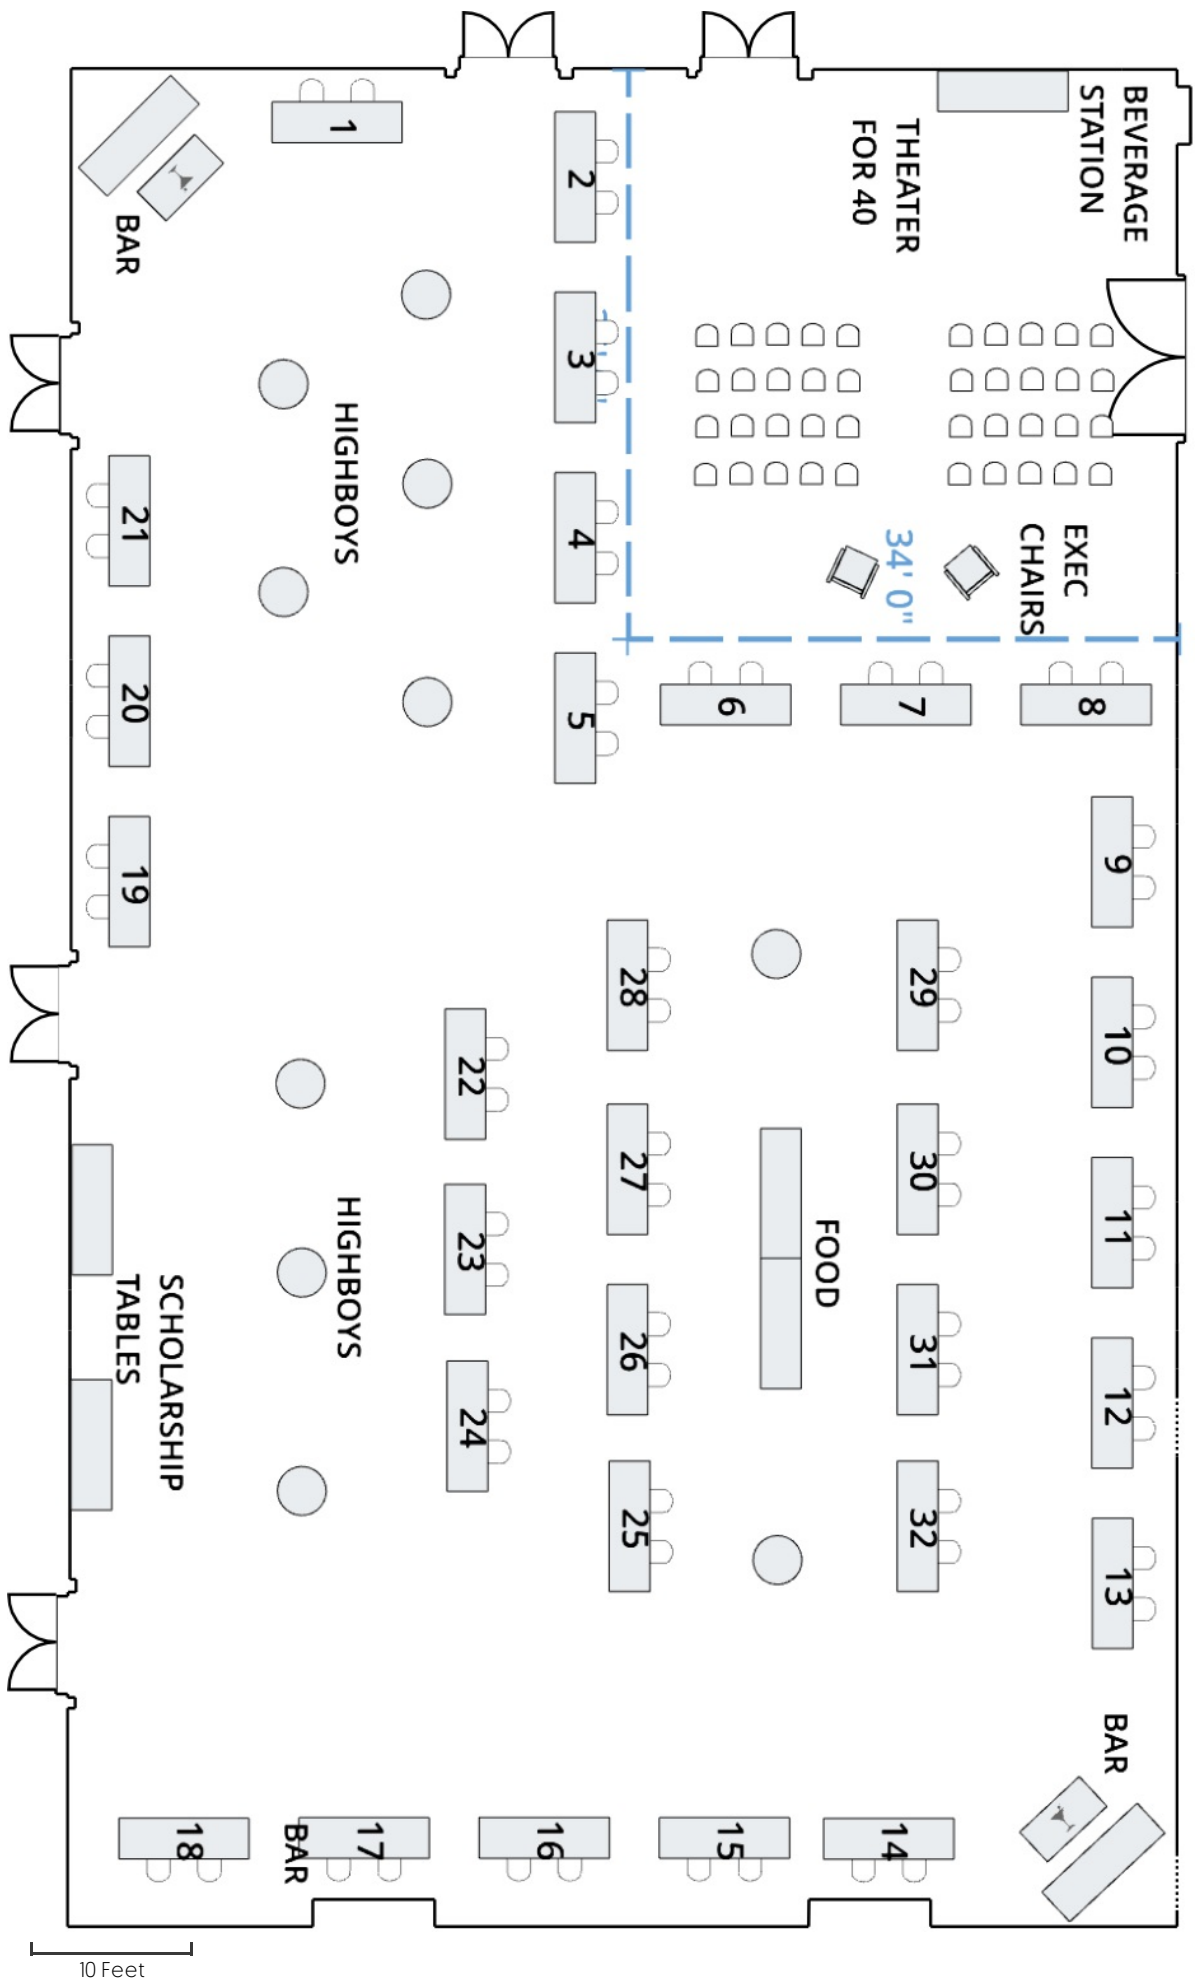 BEVERAGE
STATION
THEATER
FOR 40
1
2
BAR
3
HIGHBOYS
4
21
EXEC
CHAIRS
34' 0"
5
6
7
8
20
19
9
28
29
10
22
27
30
11
23
HIGHBOYS
FOOD
SCHOLARSHIP
TABLES
26
31
12
24
25
32
13
BAR
18
BAR
17
16
15
14
10 Feet